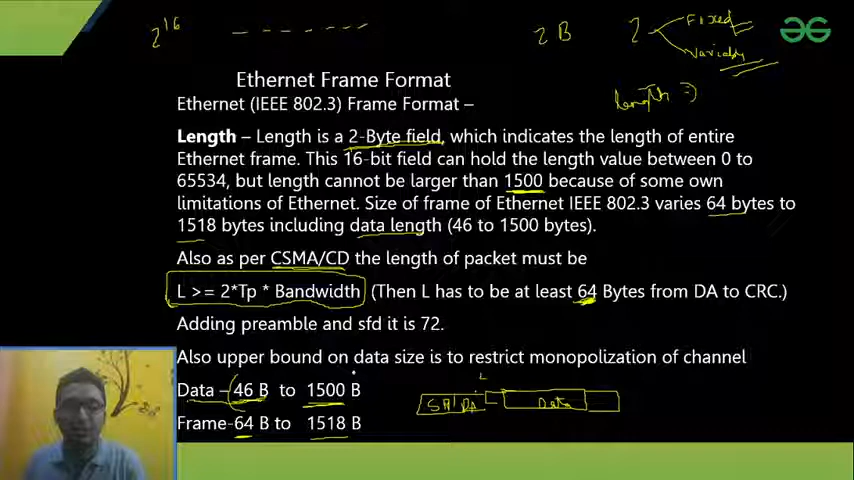 2^16 - - - - - - - 2 B 2 Fixed
Variable
length =)
Ethernet Frame Format
Ethernet (IEEE 802.3) Frame Format –
Length – Length is a 2-Byte field, which indicates the length of entire
Ethernet frame. This 16-bit field can hold the length value between 0 to
65534, but length cannot be larger than 1500 because of some own
limitations of Ethernet. Size of frame of Ethernet IEEE 802.3 varies 64 bytes to
1518 bytes including data length (46 to 1500 bytes).
Also as per CSMA/CD the length of packet must be
L >= 2*Tp * Bandwidth (Then L has to be at least 64 Bytes from DA to CRC.)
Adding preamble and sfd it is 72.
Also upper bound on data size is to restrict monopolization of channel
L
Data – 46 B to 1500 B
SA DA Data
Frame-64 B to 1518 B